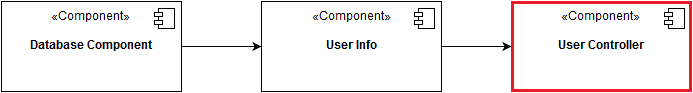 «Component»
Database Component
«Component»
User Info
«Component»
User Controller